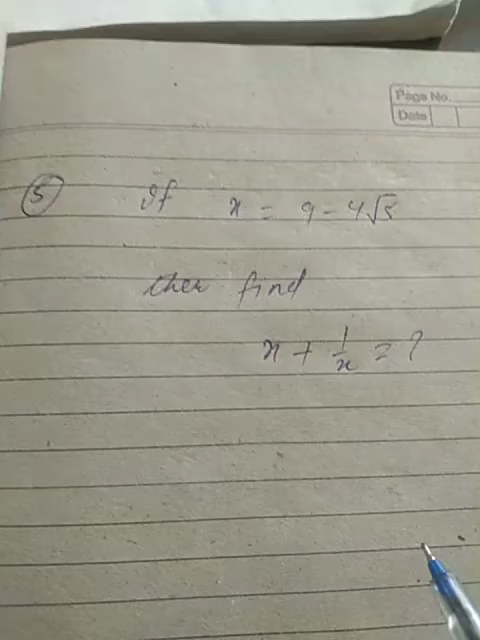 Page No.
Date
5 If x = 9 - 4√5
then find
x + 1/x = ?